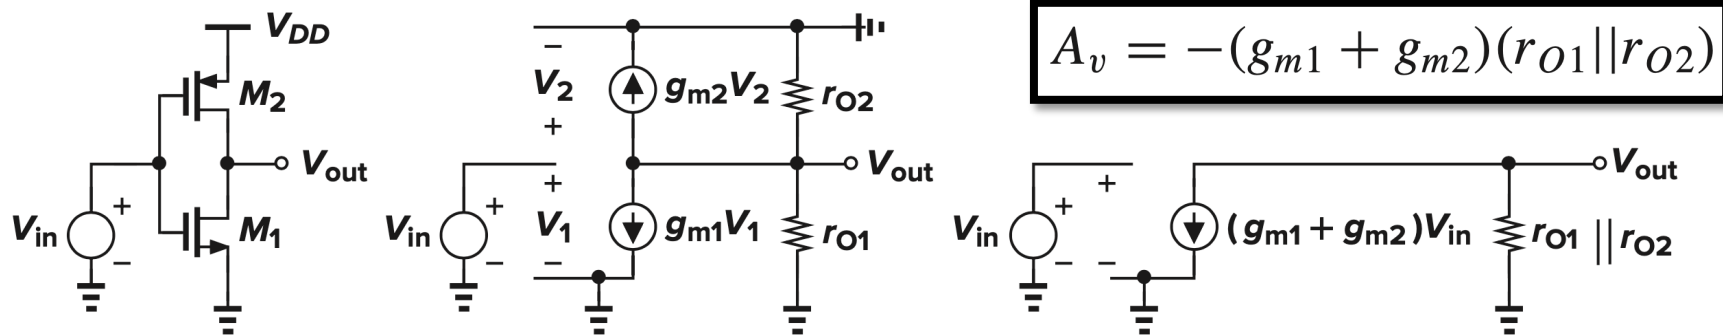 V_DD
M_2
V_out
V_in
+
−
M_1
−
V_2
+
g_m2V_2
r_O2
V_out
V_in
+
−
+
V_1
−
g_m1V_1
r_O1
A_v = −(g_m1 + g_m2)(r_O1||r_O2)
V_out
V_in
+
−
+
−
(g_m1 + g_m2)V_in
r_O1 || r_O2